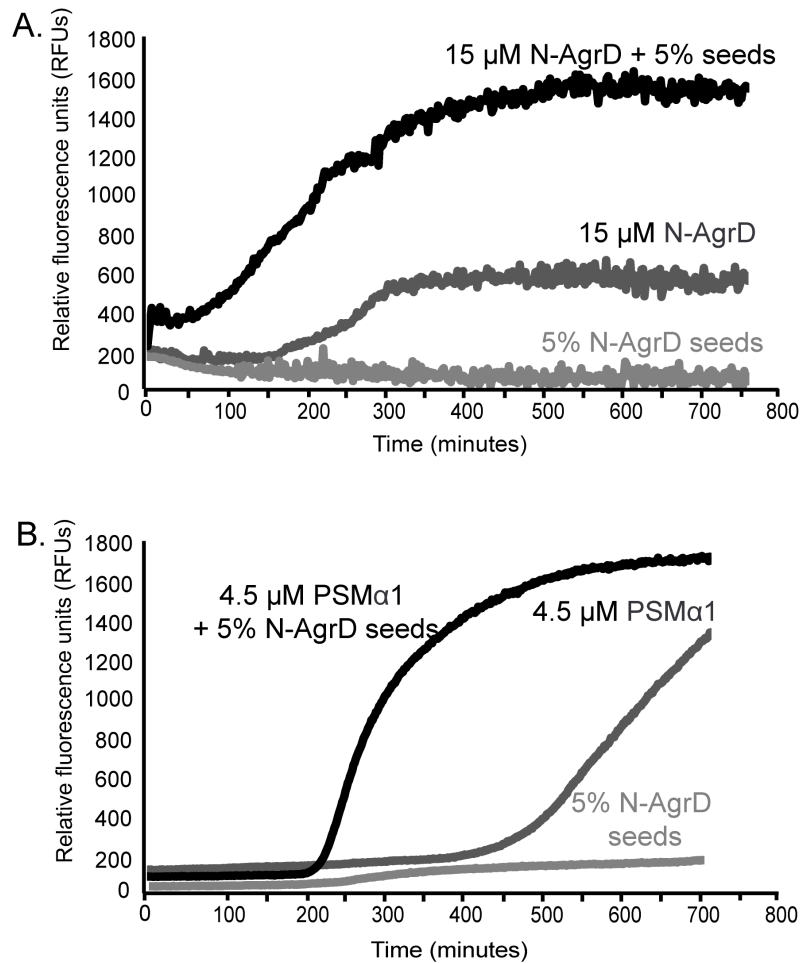 A.
Relative fluorescence units (RFUs)
1800
1600
1400
1200
1000
800
600
400
200
0
15 µM N-AgrD + 5% seeds
15 µM N-AgrD
5% N-AgrD seeds
0 100 200 300 400 500 600 700 800
Time (minutes)
B.
Relative fluorescence units (RFUs)
1800
1600
1400
1200
1000
800
600
400
200
0
4.5 µM PSMα1
+ 5% N-AgrD seeds
4.5 µM PSMα1
5% N-AgrD
seeds
0 100 200 300 400 500 600 700 800
Time (minutes)